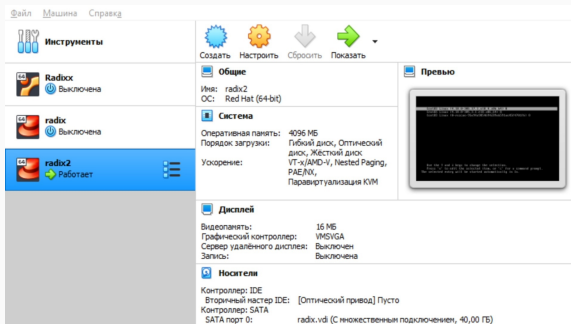 Файл Машина Справка
Инструменты
Radixx
Выключена
radix
Выключена
radix2
Работает
Создать Настроить Сбросить Показать
Общие
Имя: radix2
ОС: Red Hat (64-bit)
Система
Оперативная память: 4096 МБ
Порядок загрузки: Гибкий диск, Оптический
диск, Жёсткий диск
Ускорение: VT-x/AMD-V, Nested Paging,
PAE/NX,
Паравиртуализация KVM
Превью
Дисплей
Видеопамять: 16 МБ
Графический контроллер: VMSVGA
Сервер удалённого дисплея: Выключен
Запись: Выключена
Носители
Контроллер: IDE
Вторичный мастер IDE: [Оптический привод] Пусто
Контроллер: SATA
SATA порт 0: radix.vdi (С множественным подключением, 40,00 ГБ)